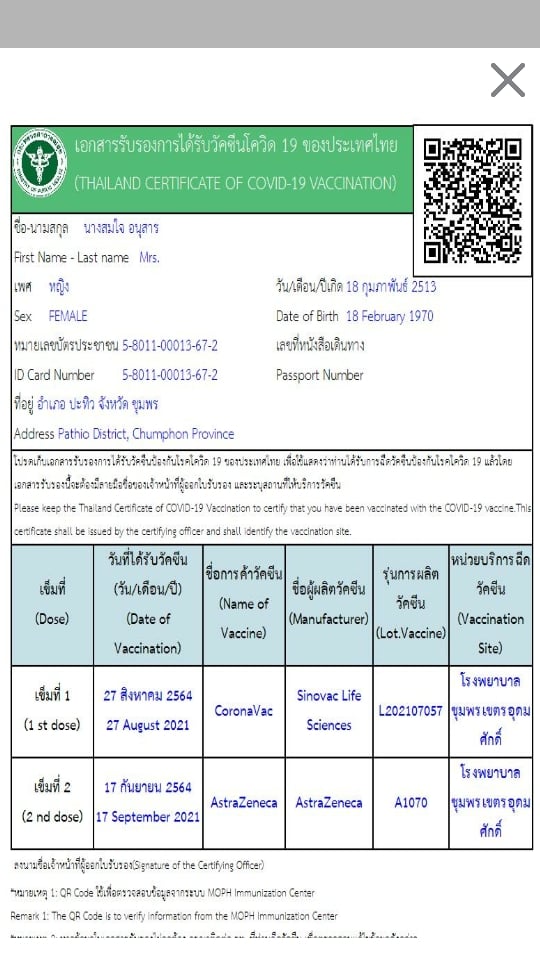 เอกสารรับรองการได้รับวัคซีนโควิด 19 ของประเทศไทย
(THAILAND CERTIFICATE OF COVID-19 VACCINATION)
ชื่อ-นามสกุล นางสมใจ อนุสาร
First Name - Last name Mrs.
เพศ หญิง วัน/เดือน/ปีเกิด 18 กุมภาพันธ์ 2513
Sex FEMALE Date of Birth 18 February 1970
หมายเลขบัตรประชาชน 5-8011-00013-67-2 เลขที่หนังสือเดินทาง
ID Card Number 5-8011-00013-67-2 Passport Number
ที่อยู่ อำเภอ ปะทิว จังหวัด ชุมพร
Address Pathio District, Chumphon Province
โปรดเก็บเอกสารรับรองการได้รับวัคซีนป้องกันโรคโควิด 19 ของประเทศไทย เพื่อใช้แสดงว่าท่านได้รับการฉีดวัคซีนป้องกันโรคโควิด 19 แล้วโดย
เอกสารรับรองนี้จะต้องมีลายมือชื่อของเจ้าหน้าที่ผู้ออกใบรับรอง และระบุสถานที่ให้บริการวัคซีน
Please keep the Thailand Certificate of COVID-19 Vaccination to certify that you have been vaccinated with the COVID-19 vaccine.This
certificate shall be issued by the certifying officer and shall identify the vaccination site.
เข็มที่
(Dose)
วันที่ได้รับวัคซีน
(วัน/เดือน/ปี)
(Date of
Vaccination)
ชื่อการค้าวัคซีน
(Name of
Vaccine)
ชื่อผู้ผลิตวัคซีน
(Manufacturer)
รุ่นการผลิต
วัคซีน
(Lot.Vaccine)
หน่วยบริการฉีด
วัคซีน
(Vaccination
Site)
เข็มที่ 1
(1 st dose)
27 สิงหาคม 2564
27 August 2021
CoronaVac
Sinovac Life
Sciences
L202107057
โรงพยาบาล
ชุมพรเขตรอุดม
ศักดิ์
เข็มที่ 2
(2 nd dose)
17 กันยายน 2564
17 September 2021
AstraZeneca
AstraZeneca
A1070
โรงพยาบาล
ชุมพรเขตรอุดม
ศักดิ์
ลงนามชื่อเจ้าหน้าที่ผู้ออกใบรับรอง(Signature of the Certifying Officer)
*หมายเหตุ 1: QR Code ใช้เพื่อตรวจสอบข้อมูลจากระบบ MOPH Immunization Center
Remark 1: The QR Code is to verify information from the MOPH Immunization Center